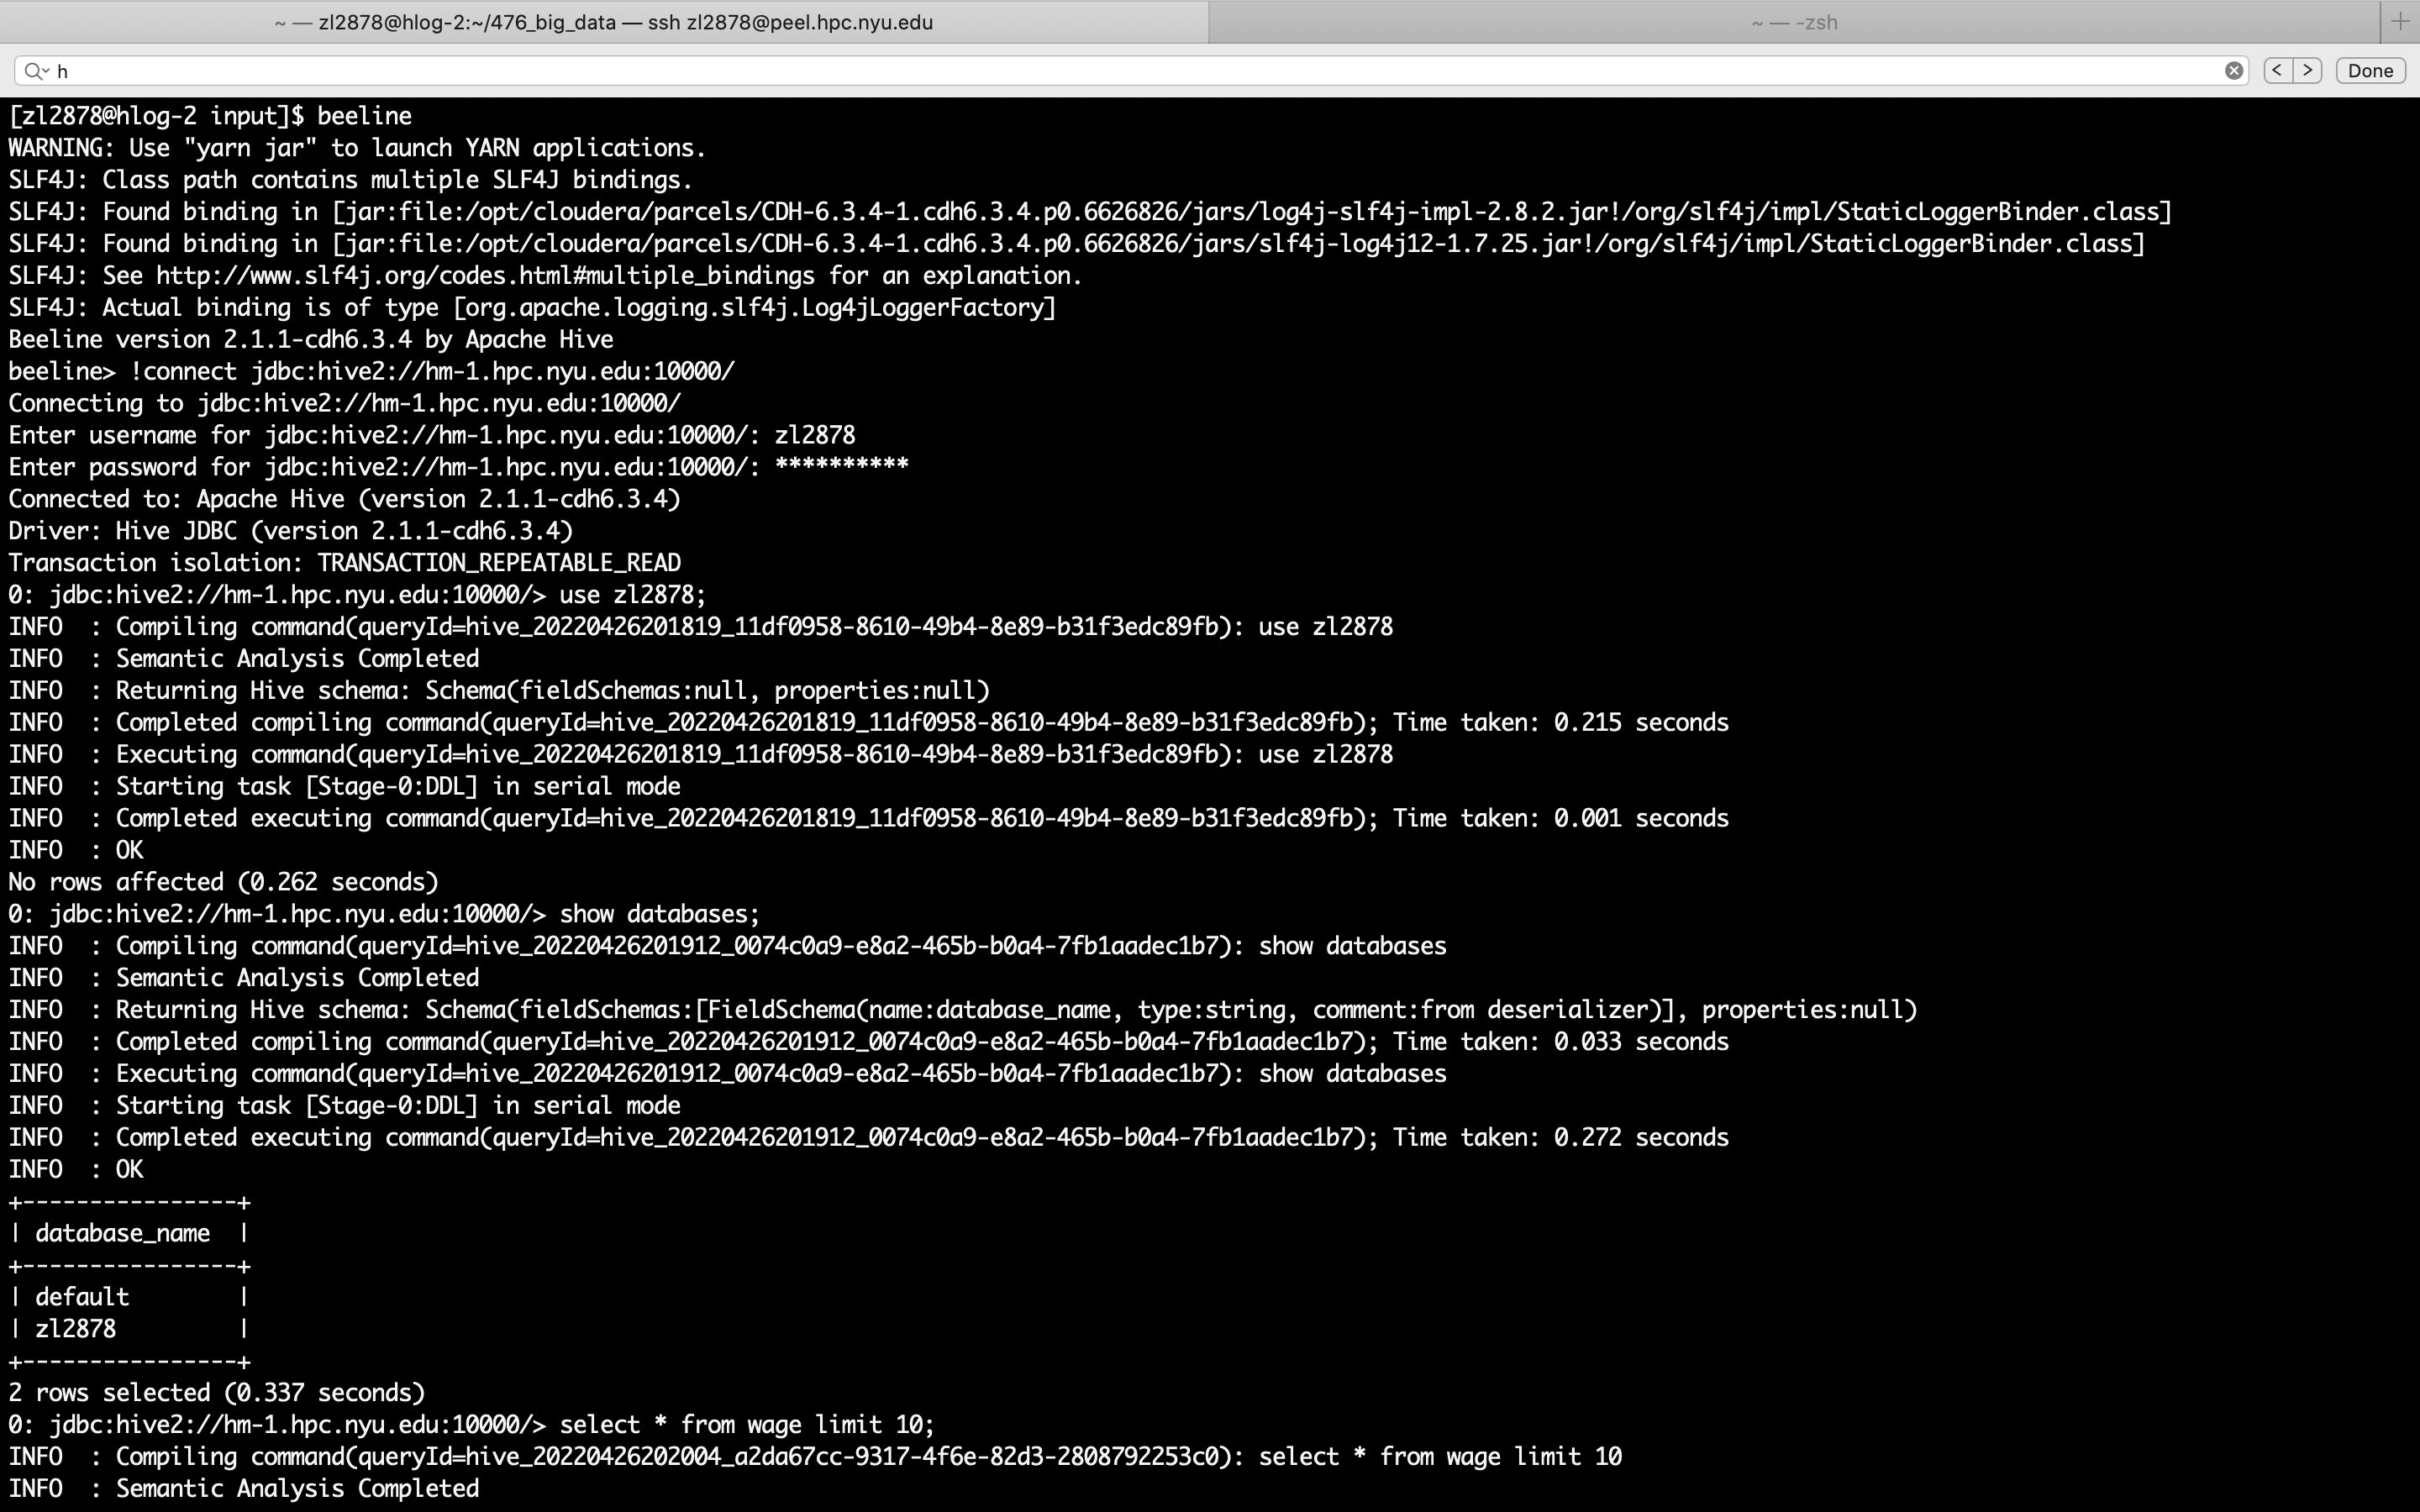 ~ — zl2878@hlog-2:~/476_big_data — ssh zl2878@peel.hpc.nyu.edu
~ — -zsh
h
Done
[zl2878@hlog-2 input]$ beeline
WARNING: Use "yarn jar" to launch YARN applications.
SLF4J: Class path contains multiple SLF4J bindings.
SLF4J: Found binding in [jar:file:/opt/cloudera/parcels/CDH-6.3.4-1.cdh6.3.4.p0.6626826/jars/log4j-slf4j-impl-2.8.2.jar!/org/slf4j/impl/StaticLoggerBinder.class]
SLF4J: Found binding in [jar:file:/opt/cloudera/parcels/CDH-6.3.4-1.cdh6.3.4.p0.6626826/jars/slf4j-log4j12-1.7.25.jar!/org/slf4j/impl/StaticLoggerBinder.class]
SLF4J: See http://www.slf4j.org/codes.html#multiple_bindings for an explanation.
SLF4J: Actual binding is of type [org.apache.logging.slf4j.Log4jLoggerFactory]
Beeline version 2.1.1-cdh6.3.4 by Apache Hive
beeline> !connect jdbc:hive2://hm-1.hpc.nyu.edu:10000/
Connecting to jdbc:hive2://hm-1.hpc.nyu.edu:10000/
Enter username for jdbc:hive2://hm-1.hpc.nyu.edu:10000/: zl2878
Enter password for jdbc:hive2://hm-1.hpc.nyu.edu:10000/: **********
Connected to: Apache Hive (version 2.1.1-cdh6.3.4)
Driver: Hive JDBC (version 2.1.1-cdh6.3.4)
Transaction isolation: TRANSACTION_REPEATABLE_READ
0: jdbc:hive2://hm-1.hpc.nyu.edu:10000/> use zl2878;
INFO  : Compiling command(queryId=hive_20220426201819_11df0958-8610-49b4-8e89-b31f3edc89fb): use zl2878
INFO  : Semantic Analysis Completed
INFO  : Returning Hive schema: Schema(fieldSchemas:null, properties:null)
INFO  : Completed compiling command(queryId=hive_20220426201819_11df0958-8610-49b4-8e89-b31f3edc89fb); Time taken: 0.215 seconds
INFO  : Executing command(queryId=hive_20220426201819_11df0958-8610-49b4-8e89-b31f3edc89fb): use zl2878
INFO  : Starting task [Stage-0:DDL] in serial mode
INFO  : Completed executing command(queryId=hive_20220426201819_11df0958-8610-49b4-8e89-b31f3edc89fb); Time taken: 0.001 seconds
INFO  : OK
No rows affected (0.262 seconds)
0: jdbc:hive2://hm-1.hpc.nyu.edu:10000/> show databases;
INFO  : Compiling command(queryId=hive_20220426201912_0074c0a9-e8a2-465b-b0a4-7fb1aadec1b7): show databases
INFO  : Semantic Analysis Completed
INFO  : Returning Hive schema: Schema(fieldSchemas:[FieldSchema(name:database_name, type:string, comment:from deserializer)], properties:null)
INFO  : Completed compiling command(queryId=hive_20220426201912_0074c0a9-e8a2-465b-b0a4-7fb1aadec1b7); Time taken: 0.033 seconds
INFO  : Executing command(queryId=hive_20220426201912_0074c0a9-e8a2-465b-b0a4-7fb1aadec1b7): show databases
INFO  : Starting task [Stage-0:DDL] in serial mode
INFO  : Completed executing command(queryId=hive_20220426201912_0074c0a9-e8a2-465b-b0a4-7fb1aadec1b7); Time taken: 0.272 seconds
INFO  : OK
+----------------+
| database_name  |
+----------------+
| default        |
| zl2878         |
+----------------+
2 rows selected (0.337 seconds)
0: jdbc:hive2://hm-1.hpc.nyu.edu:10000/> select * from wage limit 10;
INFO  : Compiling command(queryId=hive_20220426202004_a2da67cc-9317-4f6e-82d3-2808792253c0): select * from wage limit 10
INFO  : Semantic Analysis Completed